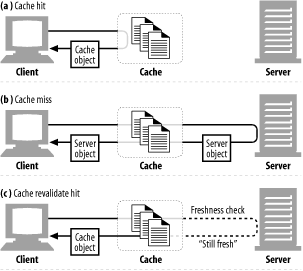 (a) Cache hit
Cache
object
Client
Cache
Server
(b) Cache miss
Server
object
Server
object
Client
Cache
Server
(c) Cache revalidate hit
Freshness check
Cache
object
"Still fresh"
Client
Cache
Server